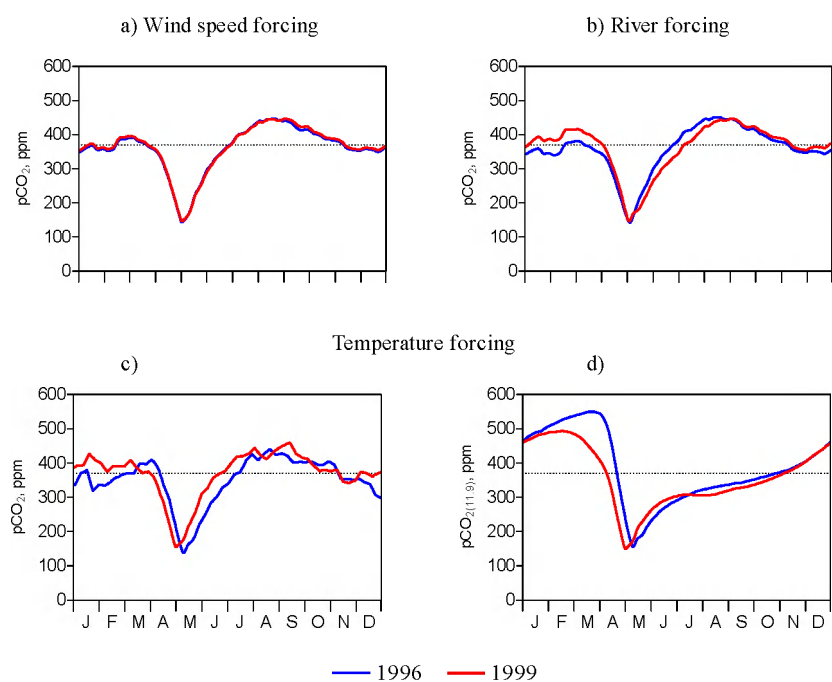 a) Wind speed forcing
b) River forcing
600
500
400
300
200
100
0
pCO2, ppm
600
500
400
300
200
100
0
pCO2, ppm
Temperature forcing
c)
d)
600
500
400
300
200
100
0
pCO2, ppm
J F M A M J J A S O N D
600
500
400
300
200
100
0
pCO2(11.9), ppm
J F M A M J J A S O N D
1996 1999